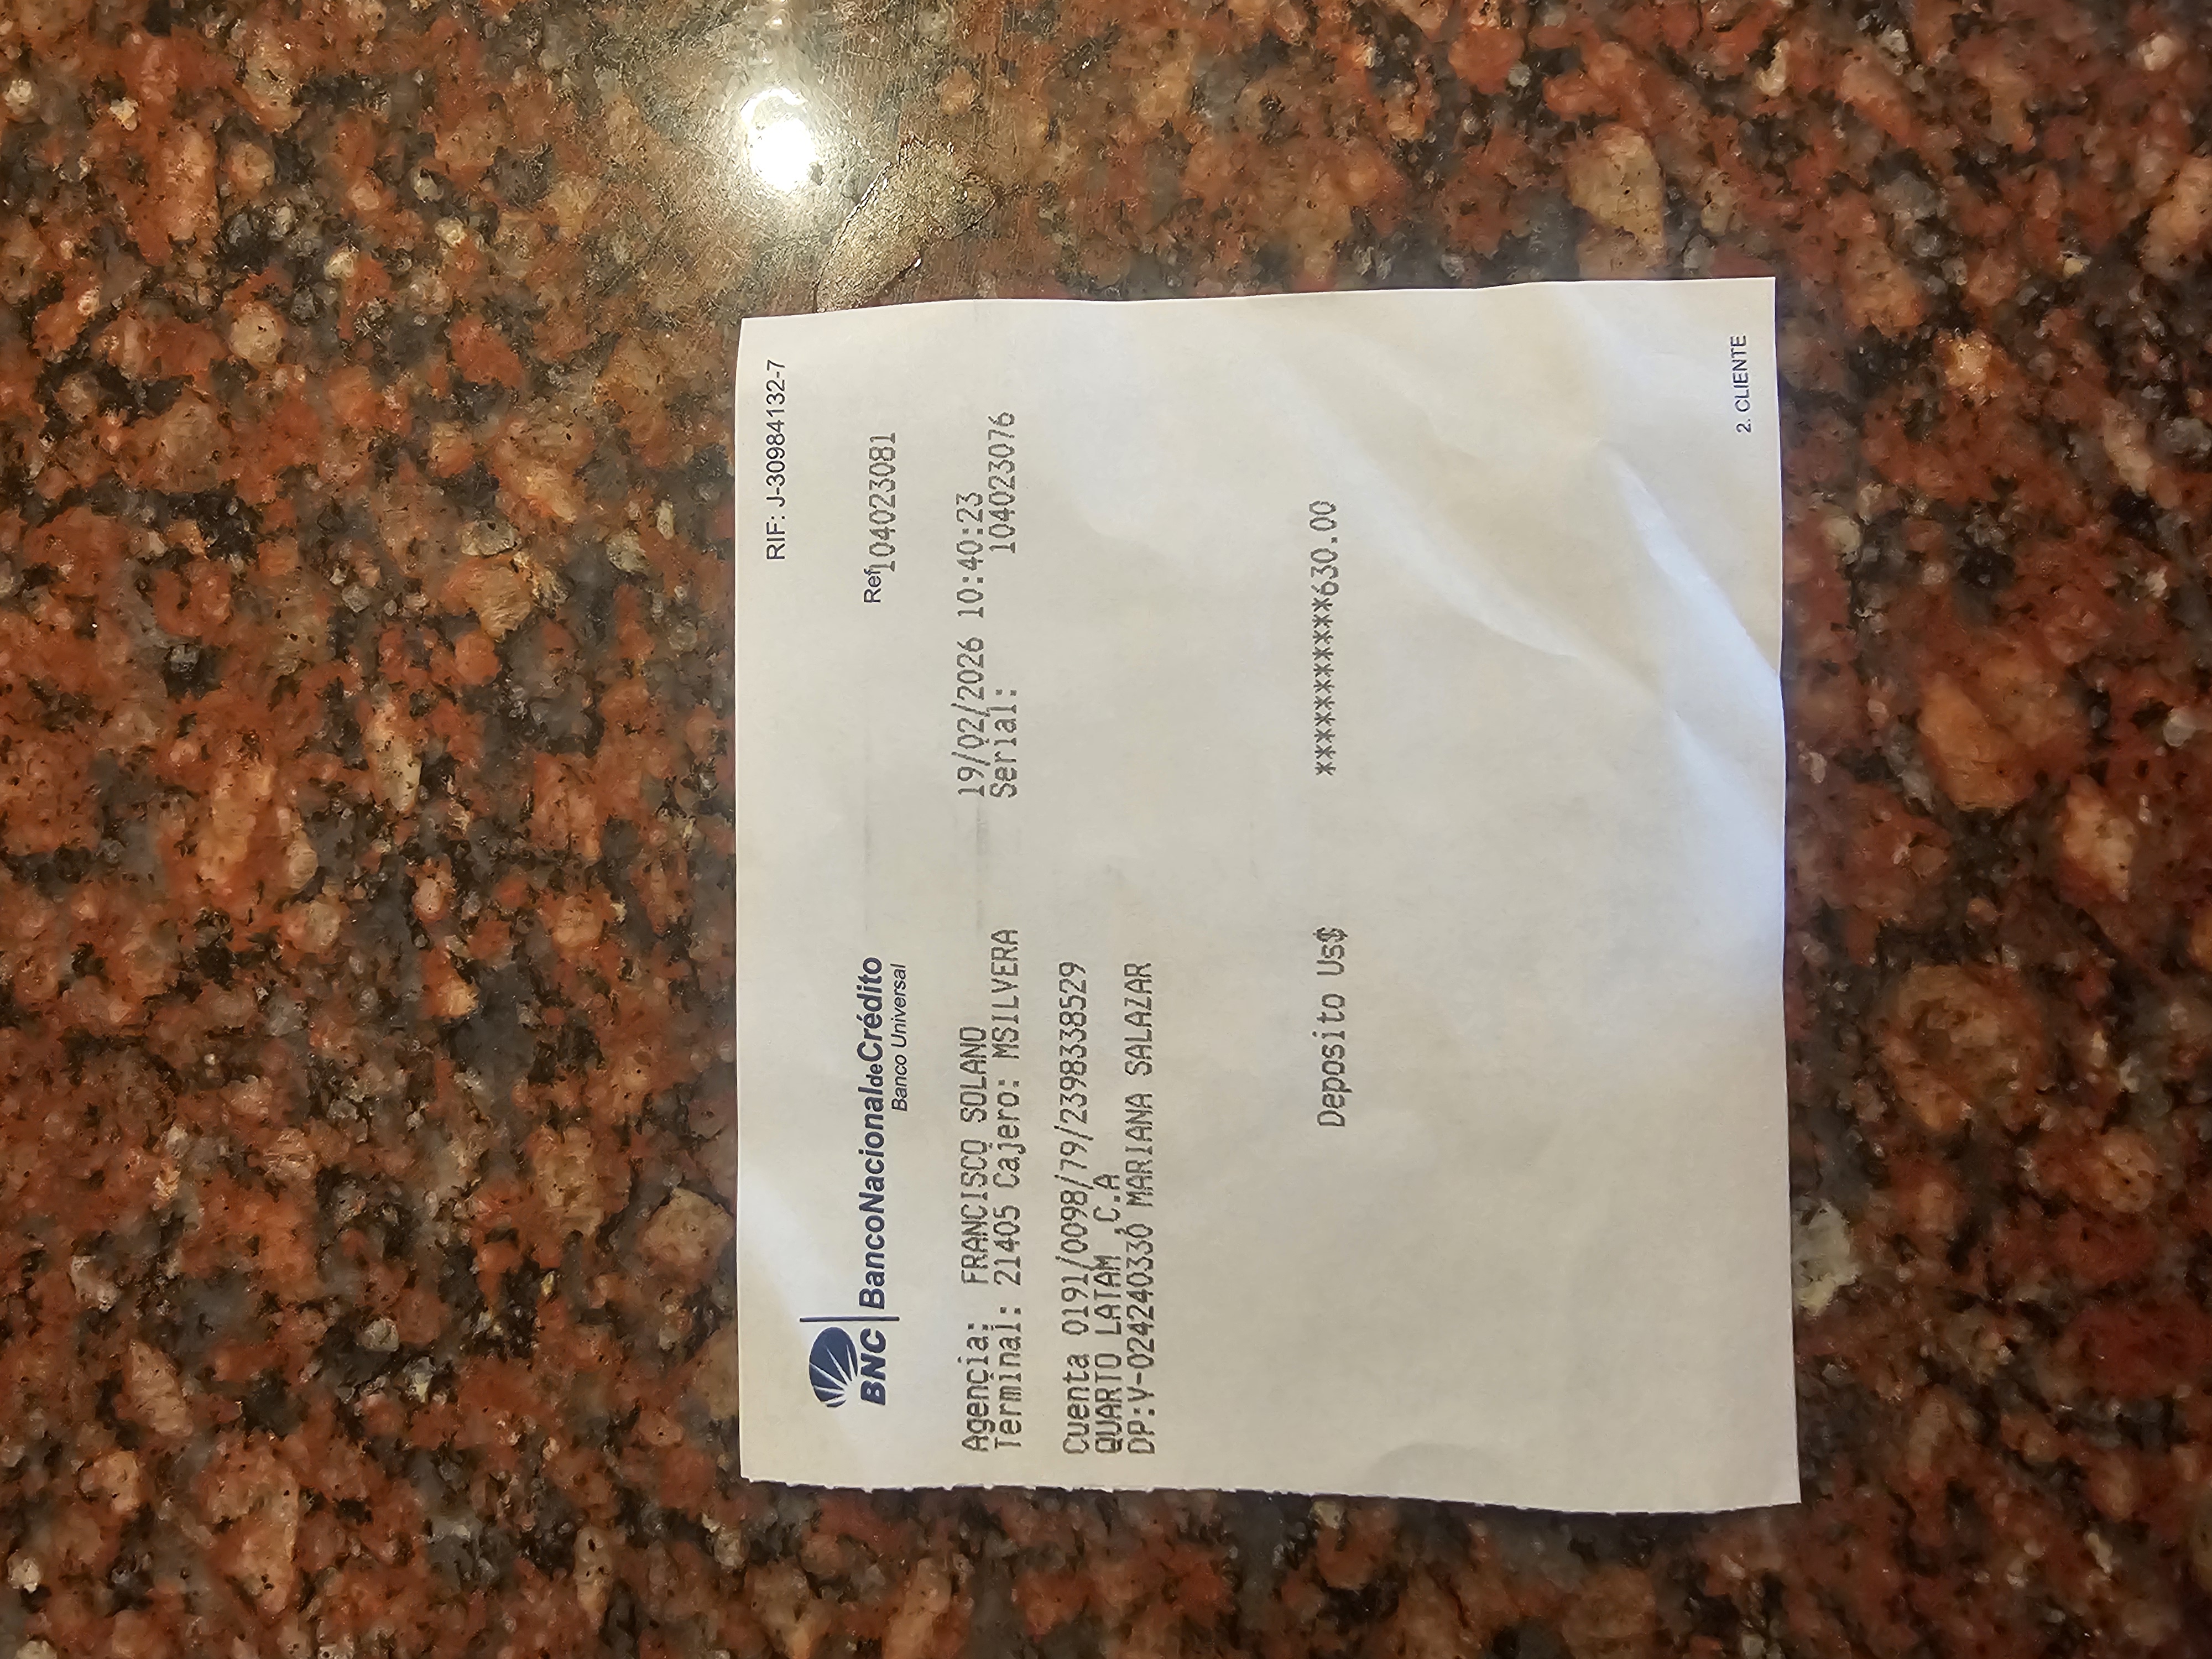 RIF: J-30984132-7
BNC BancoNacionaldeCrédito
Banco Universal
Ref104023081
Agencia: FRANCISCO SOLANO 19/02/2026 10:40:23
Terminal: 21405 Cajero: MSILVERA Serial: 104023076
Cuenta 0191/0098/79/2398338529
QUARTO LATAM ,C.A
DP:V-024240330 MARIANA SALAZAR
Deposito Us$ ***********630.00
2. CLIENTE